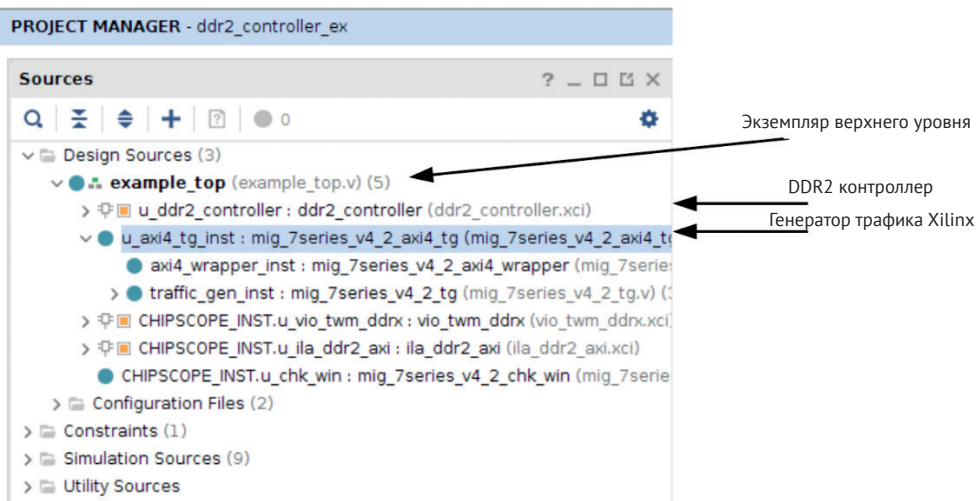 PROJECT MANAGER - ddr2_controller_ex
Sources
0
Design Sources (3)
example_top (example_top.v) (5)
u_ddr2_controller : ddr2_controller (ddr2_controller.xci)
u_axi4_tg_inst : mig_7series_v4_2_axi4_tg (mig_7series_v4_2_axi4_tg
axi4_wrapper_inst : mig_7series_v4_2_axi4_wrapper (mig_7series
traffic_gen_inst : mig_7series_v4_2_tg (mig_7series_v4_2_tg.v) (
CHIPSCOPE_INST.u_vio_twm_ddrx : vio_twm_ddrx (vio_twm_ddrx.xci)
CHIPSCOPE_INST.u_ila_ddr2_axi : ila_ddr2_axi (ila_ddr2_axi.xci)
CHIPSCOPE_INST.u_chk_win : mig_7series_v4_2_chk_win (mig_7serie
Configuration Files (2)
Constraints (1)
Simulation Sources (9)
Utility Sources
Экземпляр верхнего уровня
DDR2 контроллер
Генератор трафика Xilinx